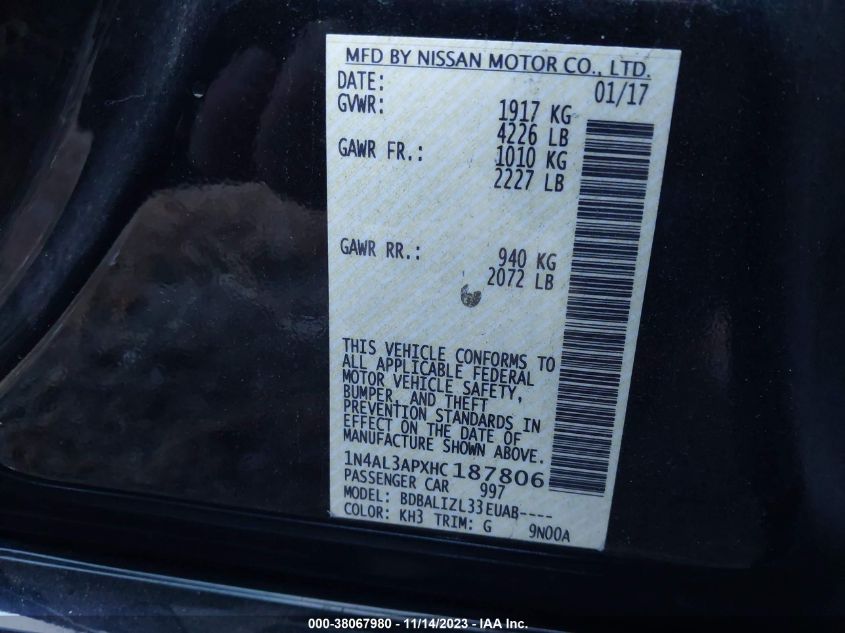 MFD BY NISSAN MOTOR CO., LTD.
DATE: 01/17
GVWR: 1917 KG
4226 LB
GAWR FR.: 1010 KG
2227 LB
GAWR RR.: 940 KG
2072 LB
THIS VEHICLE CONFORMS TO
ALL APPLICABLE FEDERAL
MOTOR VEHICLE SAFETY,
BUMPER, AND THEFT
PREVENTION STANDARDS IN
EFFECT ON THE DATE OF
MANUFACTURE SHOWN ABOVE.
1N4AL3APXHC187806
PASSENGER CAR 997
MODEL: BDBALIZL33EUAB----
COLOR: KH3 TRIM: G 9N00A
000-38067980 - 11/14/2023 - IAA Inc.